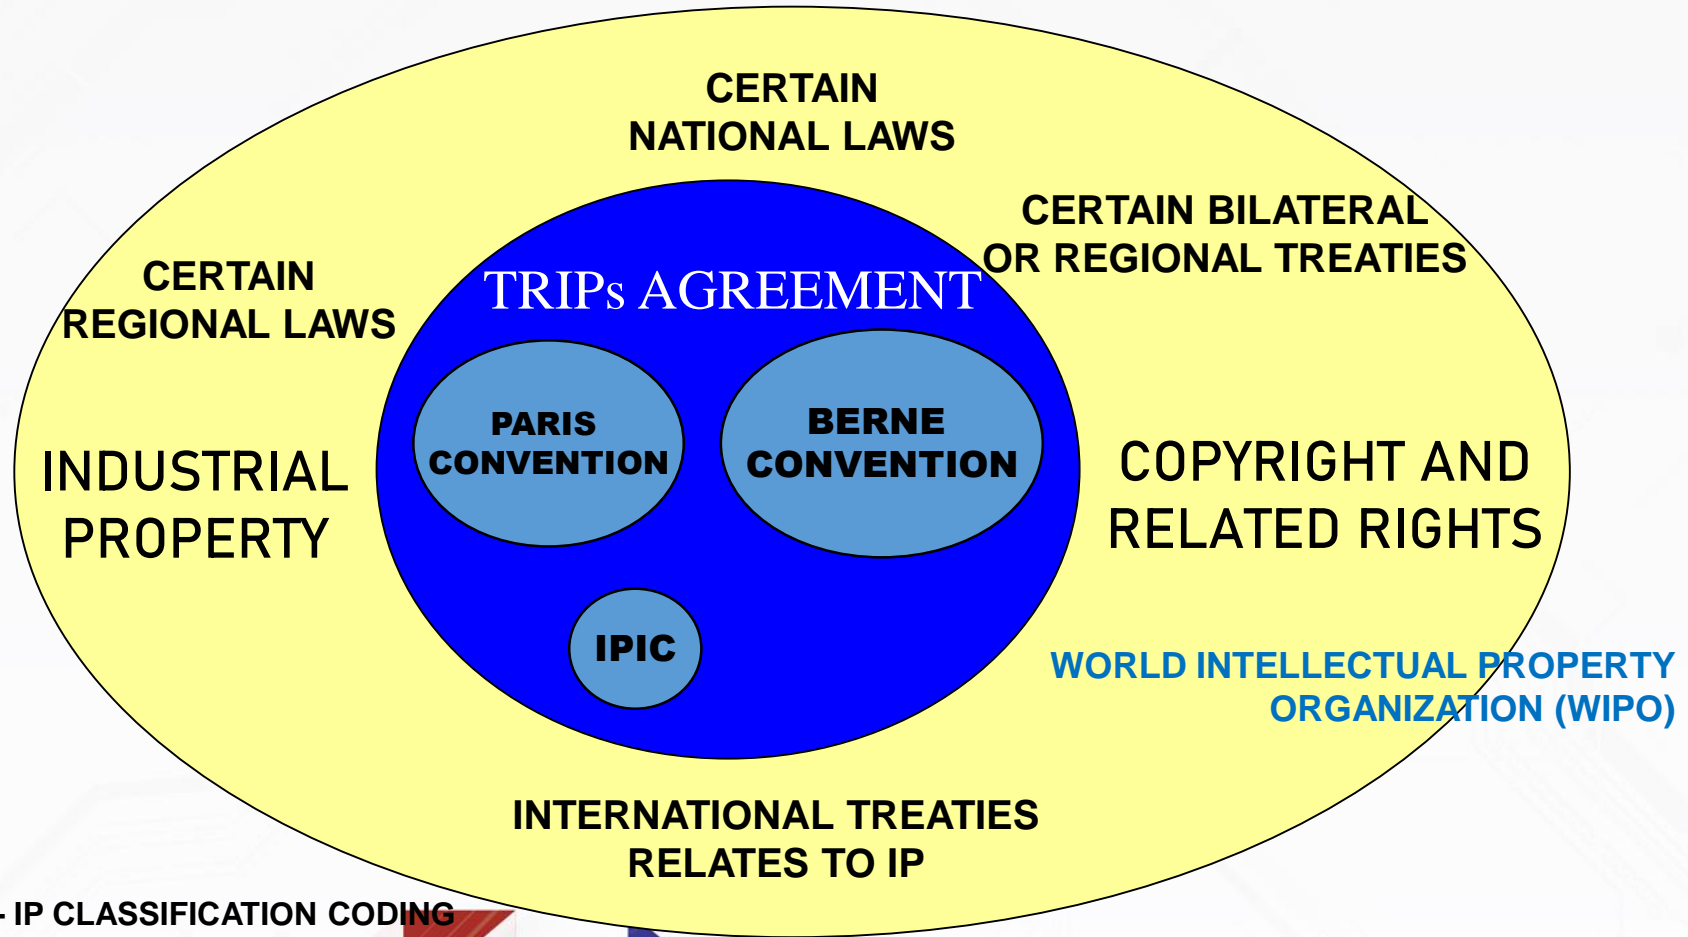 CERTAIN
NATIONAL LAWS
CERTAIN BILATERAL
OR REGIONAL TREATIES
CERTAIN
REGIONAL LAWS
TRIPs AGREEMENT
PARIS
CONVENTION
BERNE
CONVENTION
INDUSTRIAL
PROPERTY
COPYRIGHT AND
RELATED RIGHTS
IPIC
WORLD INTELLECTUAL PROPERTY
ORGANIZATION (WIPO)
INTERNATIONAL TREATIES
RELATES TO IP
- IP CLASSIFICATION CODING